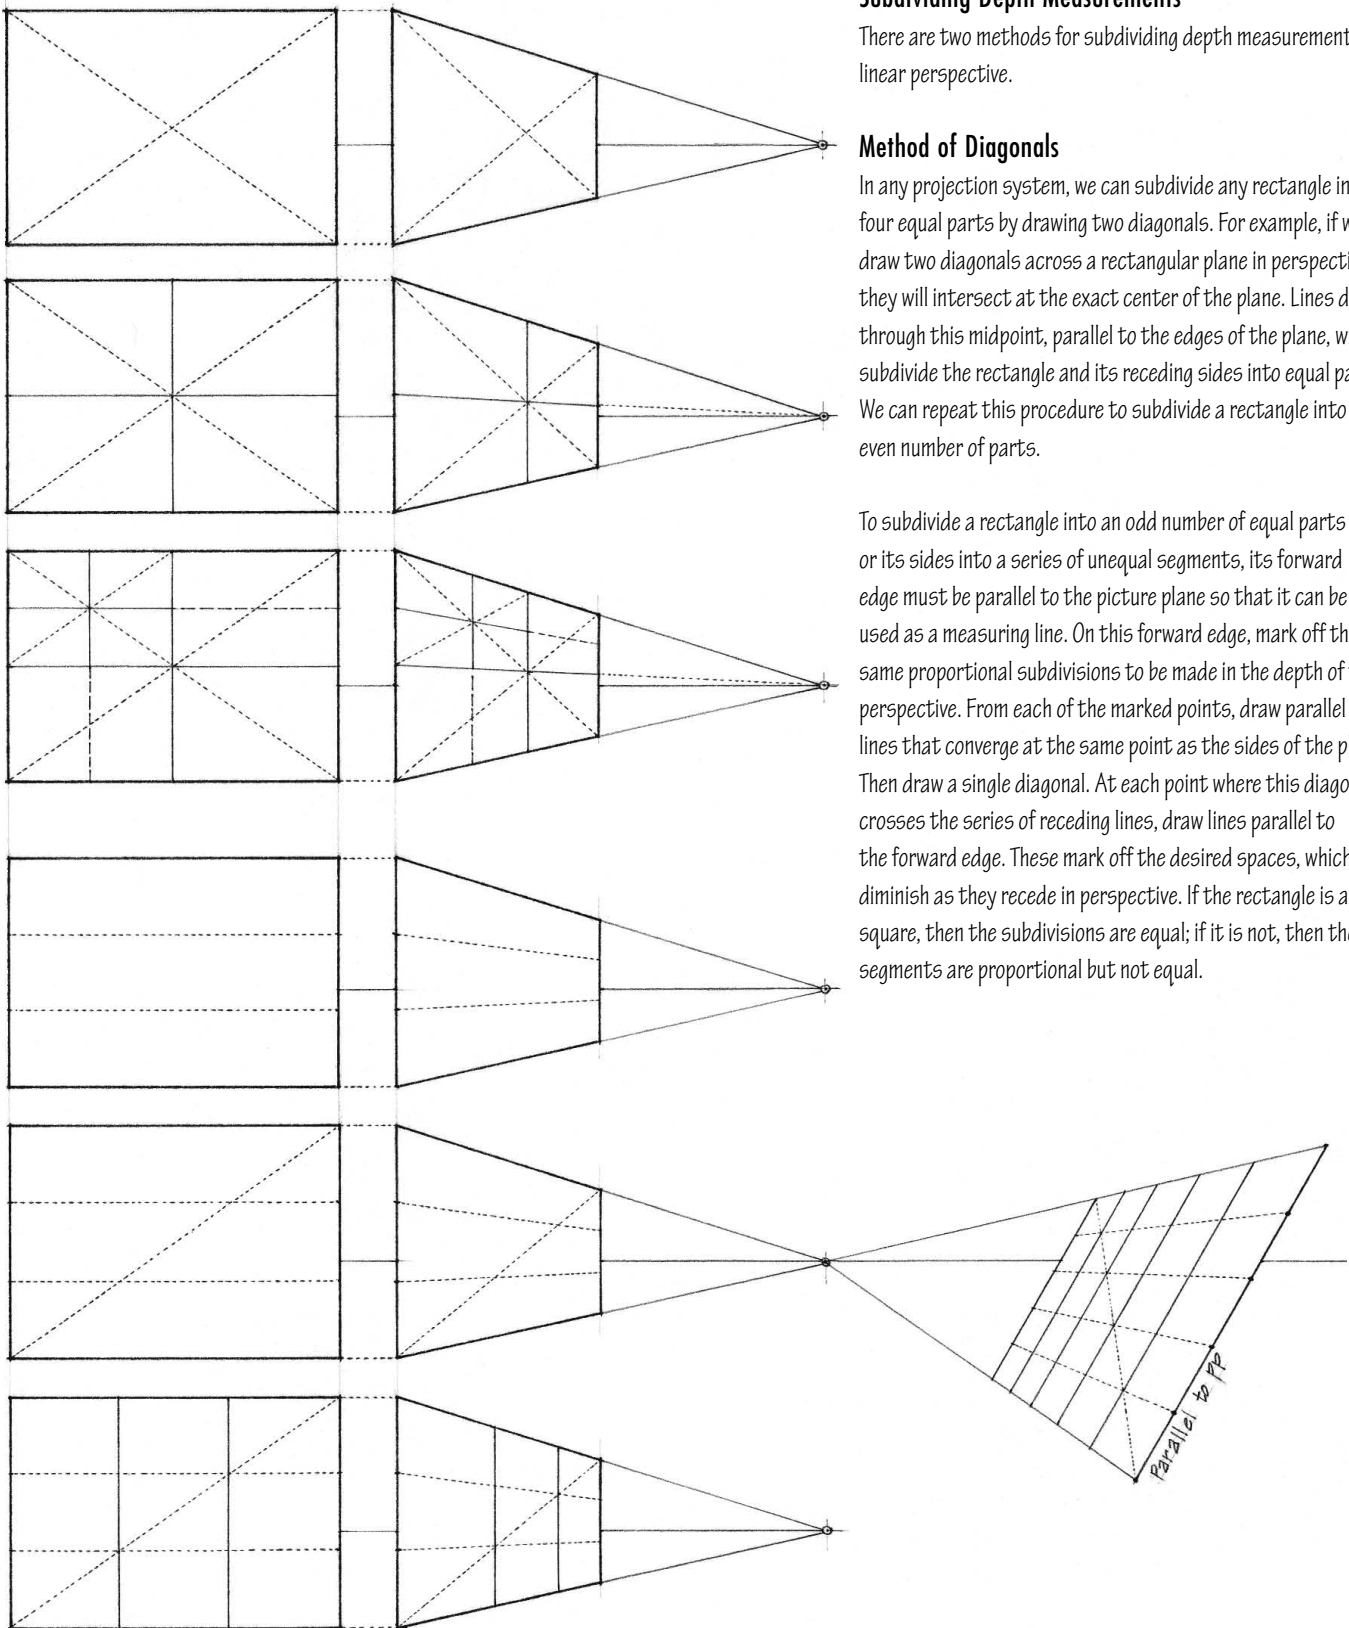 Subdividing Depth Measurements
There are two methods for subdividing depth measurement
linear perspective.
Method of Diagonals
In any projection system, we can subdivide any rectangle in
four equal parts by drawing two diagonals. For example, if w
draw two diagonals across a rectangular plane in perspecti
they will intersect at the exact center of the plane. Lines d
through this midpoint, parallel to the edges of the plane, w
subdivide the rectangle and its receding sides into equal pa
We can repeat this procedure to subdivide a rectangle into
even number of parts.
To subdivide a rectangle into an odd number of equal parts
or its sides into a series of unequal segments, its forward
edge must be parallel to the picture plane so that it can be
used as a measuring line. On this forward edge, mark off th
same proportional subdivisions to be made in the depth of
perspective. From each of the marked points, draw parallel
lines that converge at the same point as the sides of the p
Then draw a single diagonal. At each point where this diago
crosses the series of receding lines, draw lines parallel to
the forward edge. These mark off the desired spaces, which
diminish as they recede in perspective. If the rectangle is a
square, then the subdivisions are equal; if it is not, then the
segments are proportional but not equal.
Parallel to PP